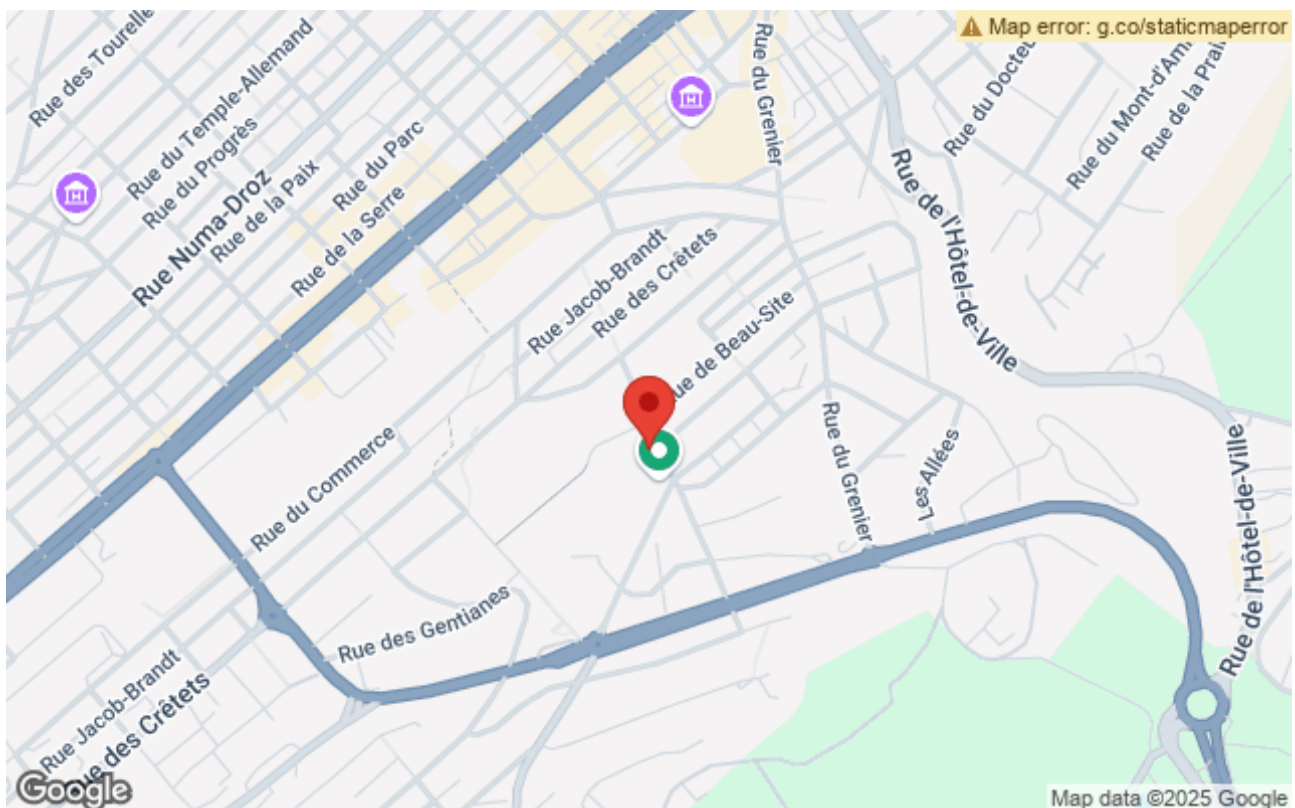 Map error: g.co/staticmaperror
Rue des Tourelle
Rue du Temple-Allemand
Rue du Progrès
Rue Numa-Droz
Rue de la Paix
Rue du Parc
Rue de la Serre
Rue du Grenier
Rue du Docteu
Rue du Mont-d'Am
Rue de la Prai
Rue de l'Hôtel-de-Ville
Rue Jacob-Brandt
Rue des Crêtets
ue de Beau-Site
Rue du Commerce
Rue du Grenier
Les Allées
Rue de l'Hôtel-de-Ville
Rue des Gentianes
Rue Jacob-Brandt
Rue des Crêtets
Google
Map data ©2025 Google